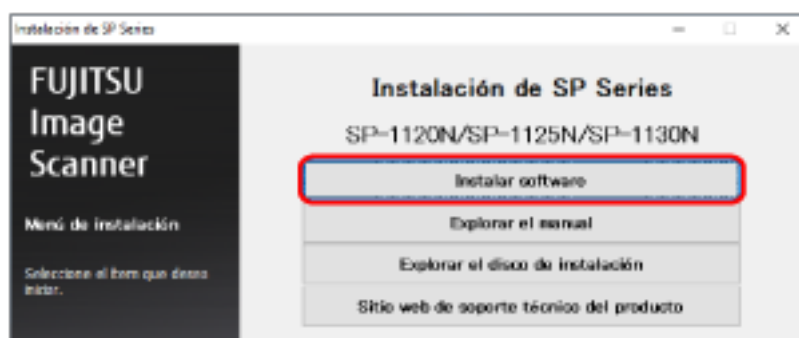 Instalación de SP Series
FUJITSU
Image
Scanner
Menú de instalación
Seleccione el ítem que desea
iniciar.
Instalación de SP Series
SP-1120N/SP-1125N/SP-1130N
Instalar software
Explorar el manual
Explorar el disco de instalación
Sitio web de soporte técnico del producto